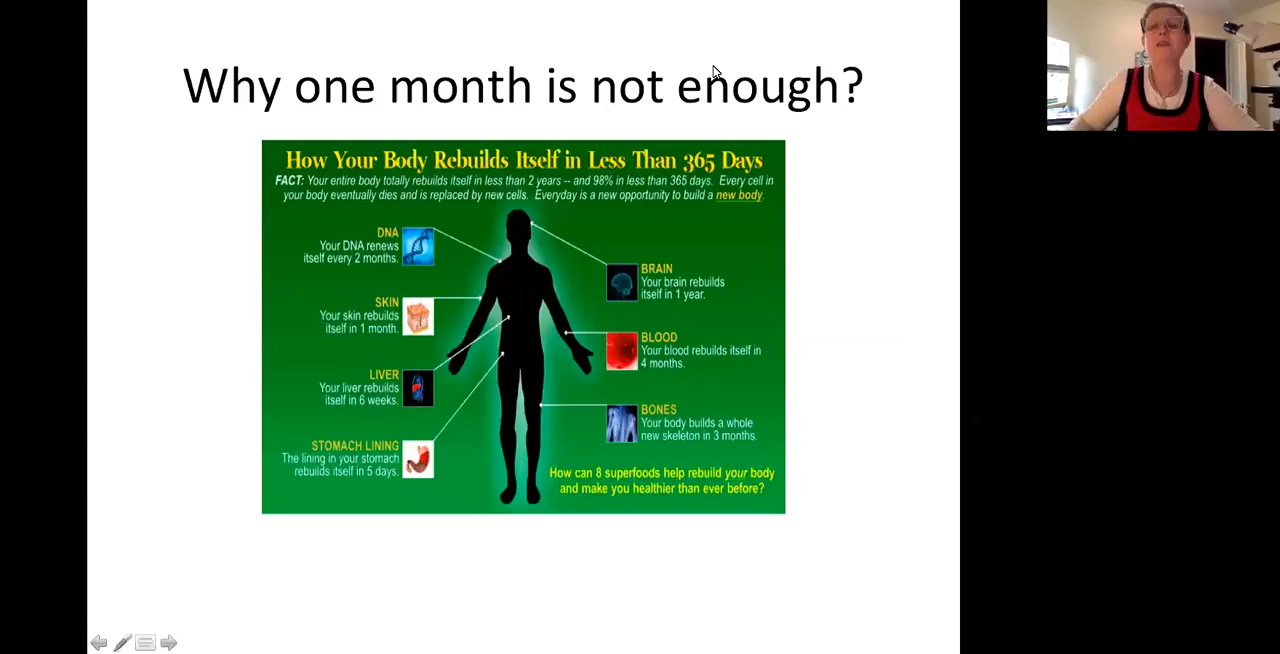 Why one month is not enough?
How Your Body Rebuilds Itself in Less Than 365 Days
FACT: Your entire body totally rebuilds itself in less than 2 years -- and 98% in less than 365 days. Every cell in
your body eventually dies and is replaced by new cells. Everyday is a new opportunity to build a new body.
DNA
Your DNA renews
itself every 2 months.
SKIN
Your skin rebuilds
itself in 1 month.
LIVER
Your liver rebuilds
itself in 6 weeks.
STOMACH LINING
The lining in your stomach
rebuilds itself in 5 days.
BRAIN
Your brain rebuilds
itself in 1 year.
BLOOD
Your blood rebuilds itself in
4 months.
BONES
Your body builds a whole
new skeleton in 3 months.
How can 8 superfoods help rebuild your body
and make you healthier than ever before?